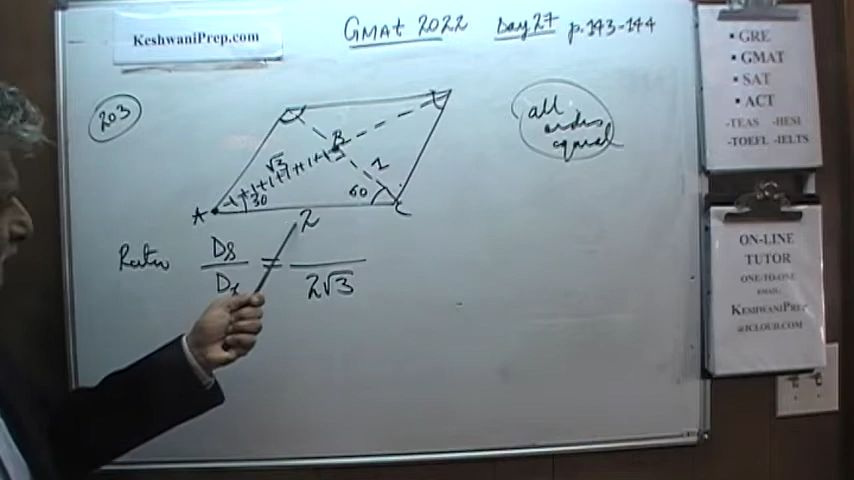 KeshwaniPrep.com
GMAT 2022 Day 27 p.143-144
203
all
sides
equal
B
√3
1
30
60
A
C
2
Ratio
=
2√3
▪ GRE
▪ GMAT
▪ SAT
▪ ACT
-TEAS -HESI
-TOEFL -IELTS
ON-LINE
TUTOR
ONE-TO-ONE
EMAIL:
KESHWANIPREP
@ICLOUD.COM